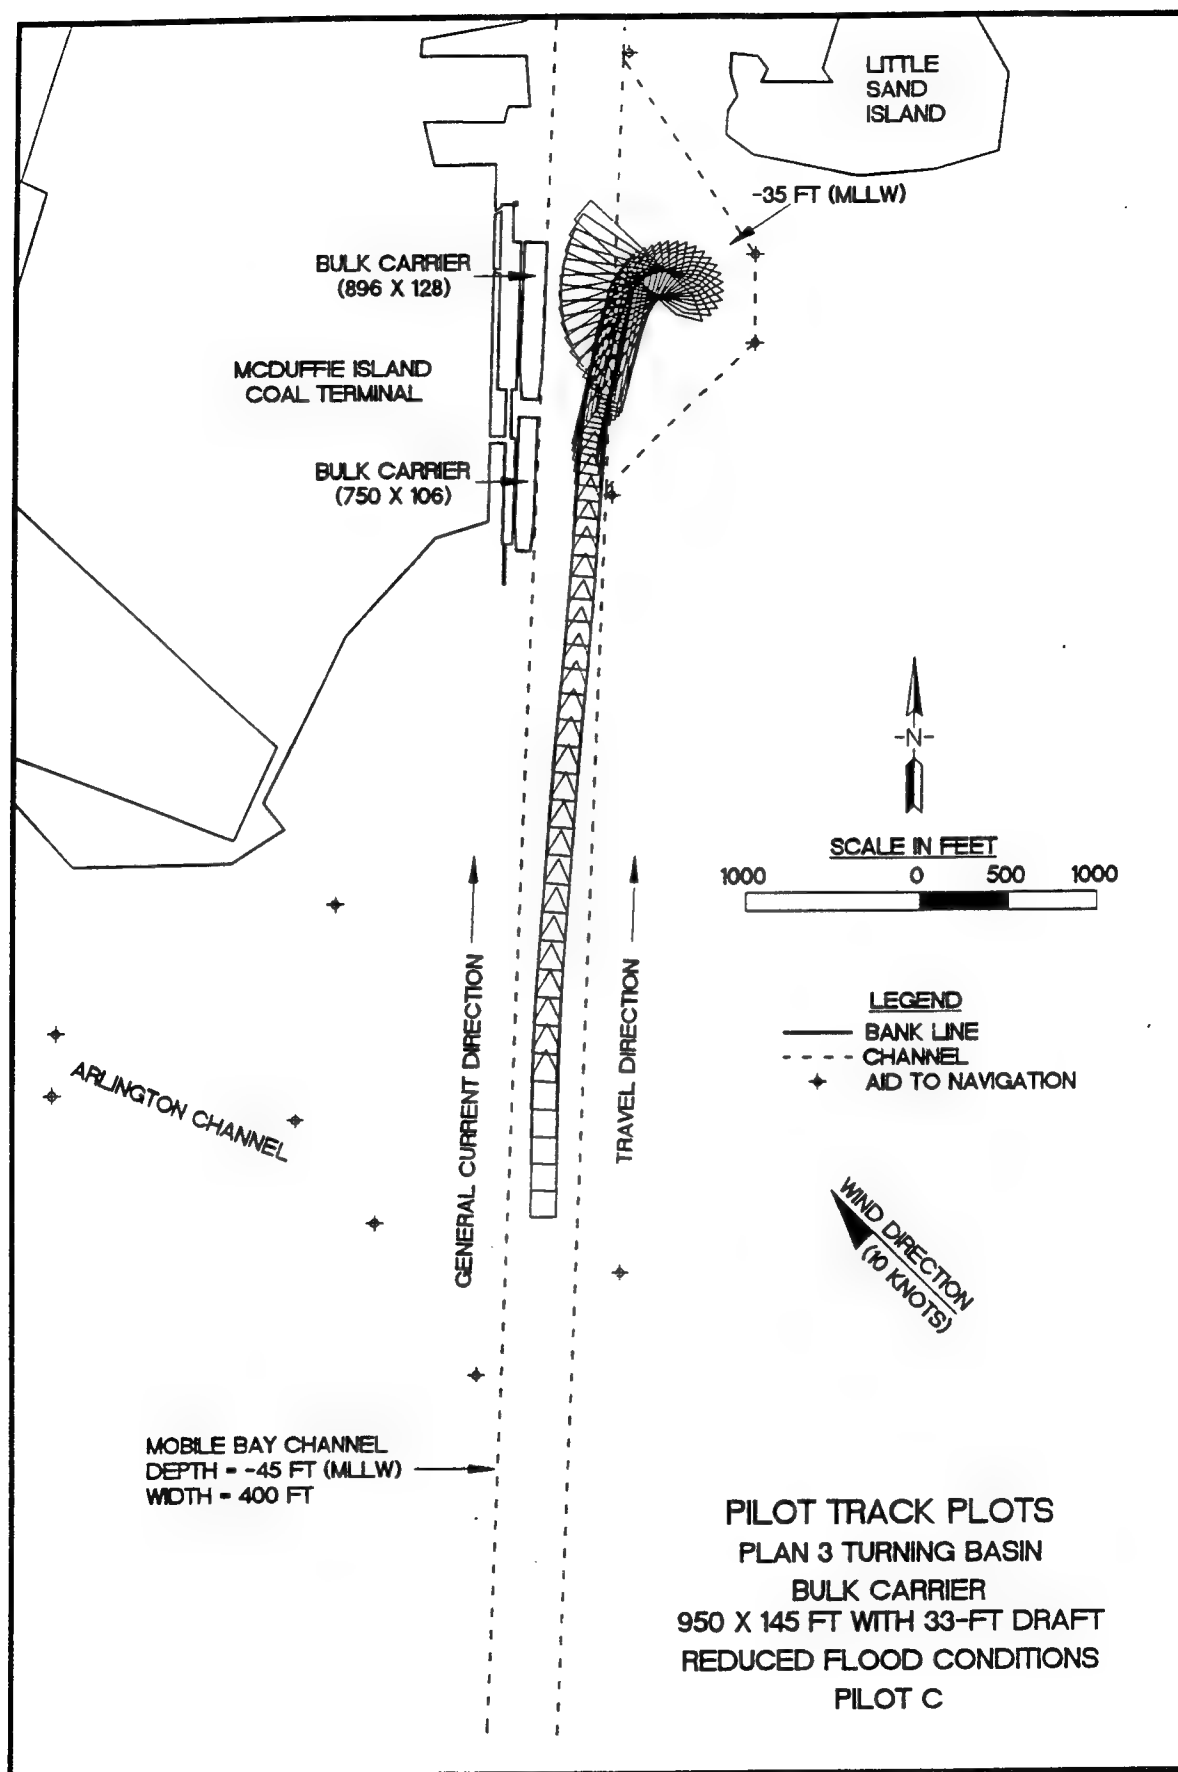 LITTLE
SAND
ISLAND
-35 FT (MLLW)
BULK CARRIER
(896 X 128)
MCDUFFIE ISLAND
COAL TERMINAL
BULK CARRIER
(750 X 106)
-N-
SCALE IN FEET
1000 0 500 1000
GENERAL CURRENT DIRECTION
TRAVEL DIRECTION
LEGEND
BANK LINE
CHANNEL
AID TO NAVIGATION
ARLINGTON CHANNEL
WIND DIRECTION
(10 KNOTS)
MOBILE BAY CHANNEL
DEPTH = -45 FT (MLLW)
WIDTH = 400 FT
PILOT TRACK PLOTS
PLAN 3 TURNING BASIN
BULK CARRIER
950 X 145 FT WITH 33-FT DRAFT
REDUCED FLOOD CONDITIONS
PILOT C